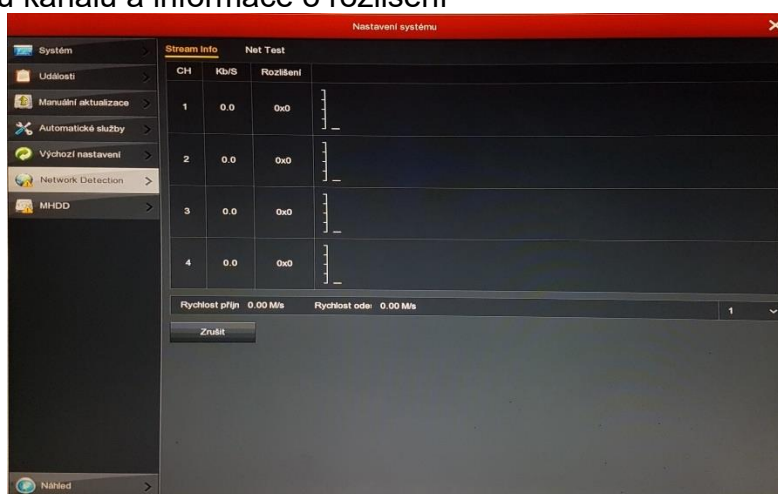 u kanálu a informace o rozlišení
Nastavení systému
Systém
Události
Manuální aktualizace
Automatické služby
Výchozí nastavení
Network Detection
MHDD
Náhled
Stream Info Net Test
CH Kb/S Rozlišení
1 0.0 0x0
2 0.0 0x0
3 0.0 0x0
4 0.0 0x0
Rychlost přijn 0.00 M/s Rychlost odei 0.00 M/s 1
Zrušit